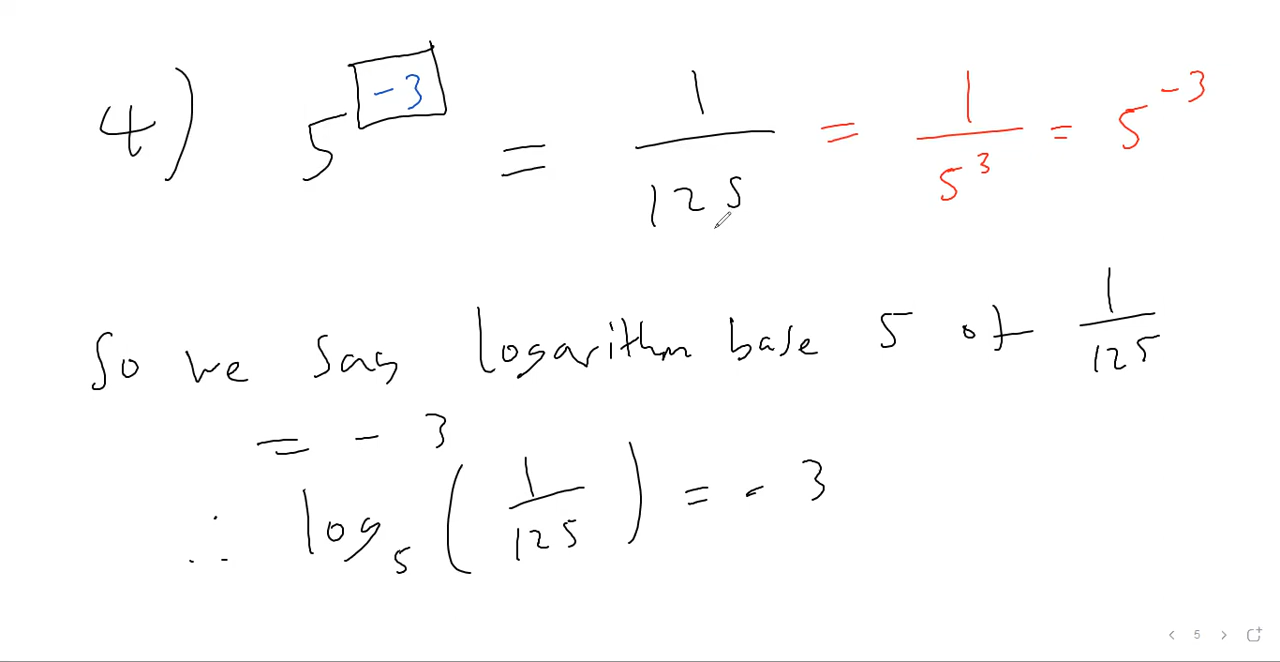 4) 5^{-3} = 1/125 = 1/5^3 = 5^{-3}
So we say logarithm base 5 of 1/125
= - 3
∴ log_5 (1/125) = - 3
< 5 >